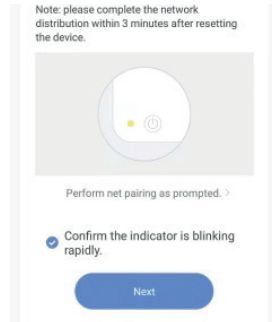 Note: please complete the network
distribution within 3 minutes after resetting
the device.
Perform net pairing as prompted. >
Confirm the indicator is blinking
rapidly.
Next